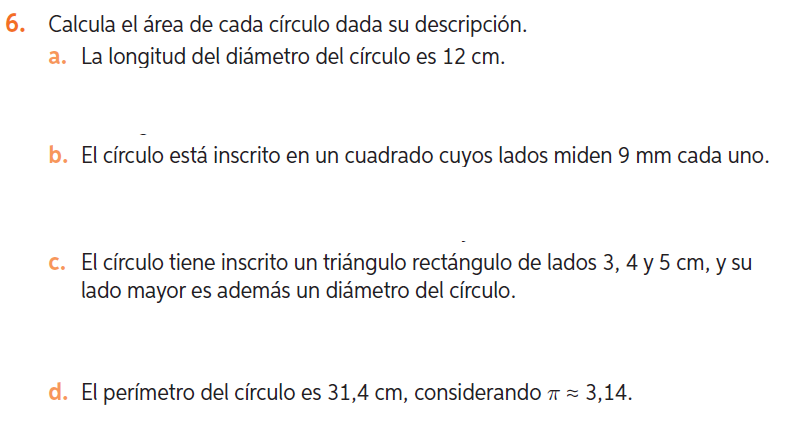 6. Calcula el área de cada círculo dada su descripción.
a. La longitud del diámetro del círculo es 12 cm.
b. El círculo está inscrito en un cuadrado cuyos lados miden 9 mm cada uno.
c. El círculo tiene inscrito un triángulo rectángulo de lados 3, 4 y 5 cm, y su
lado mayor es además un diámetro del círculo.
d. El perímetro del círculo es 31,4 cm, considerando π ≈ 3,14.